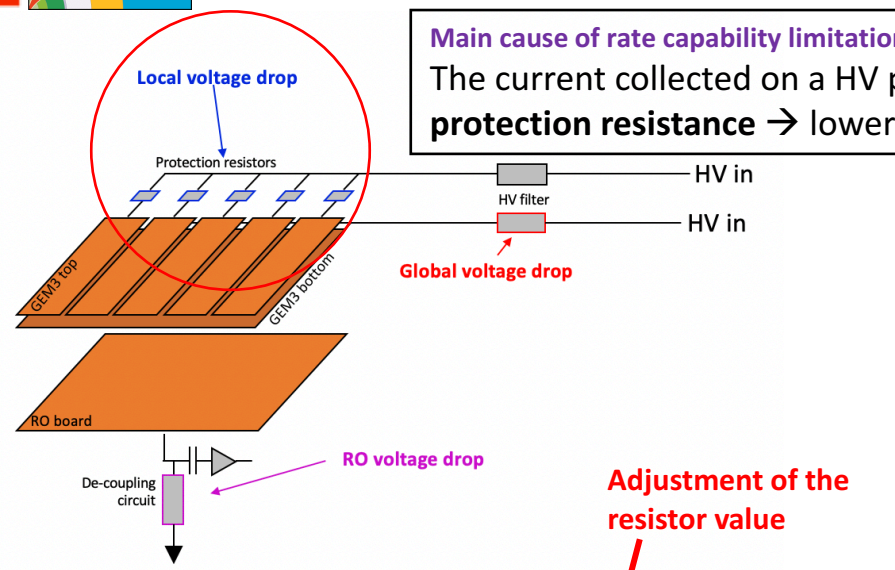 Main cause of rate capability limitation
The current collected on a HV p
protection resistance → lower
Local voltage drop
Protection resistors
HV in
HV filter
HV in
Global voltage drop
GEM3 top
GEM3 bottom
RO board
RO voltage drop
De-coupling
circuit
Adjustment of the
resistor value